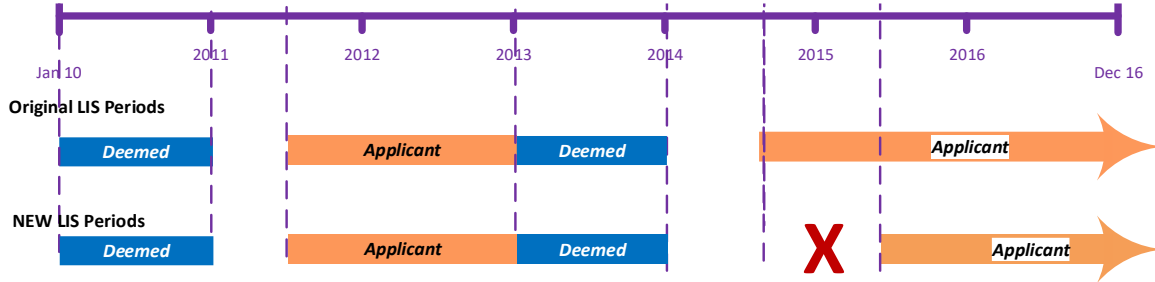 2011 2012 2013 2014 2015 2016
Jan 10 Dec 16
Original LIS Periods
Deemed Applicant Deemed Applicant
NEW LIS Periods
Deemed Applicant Deemed X Applicant